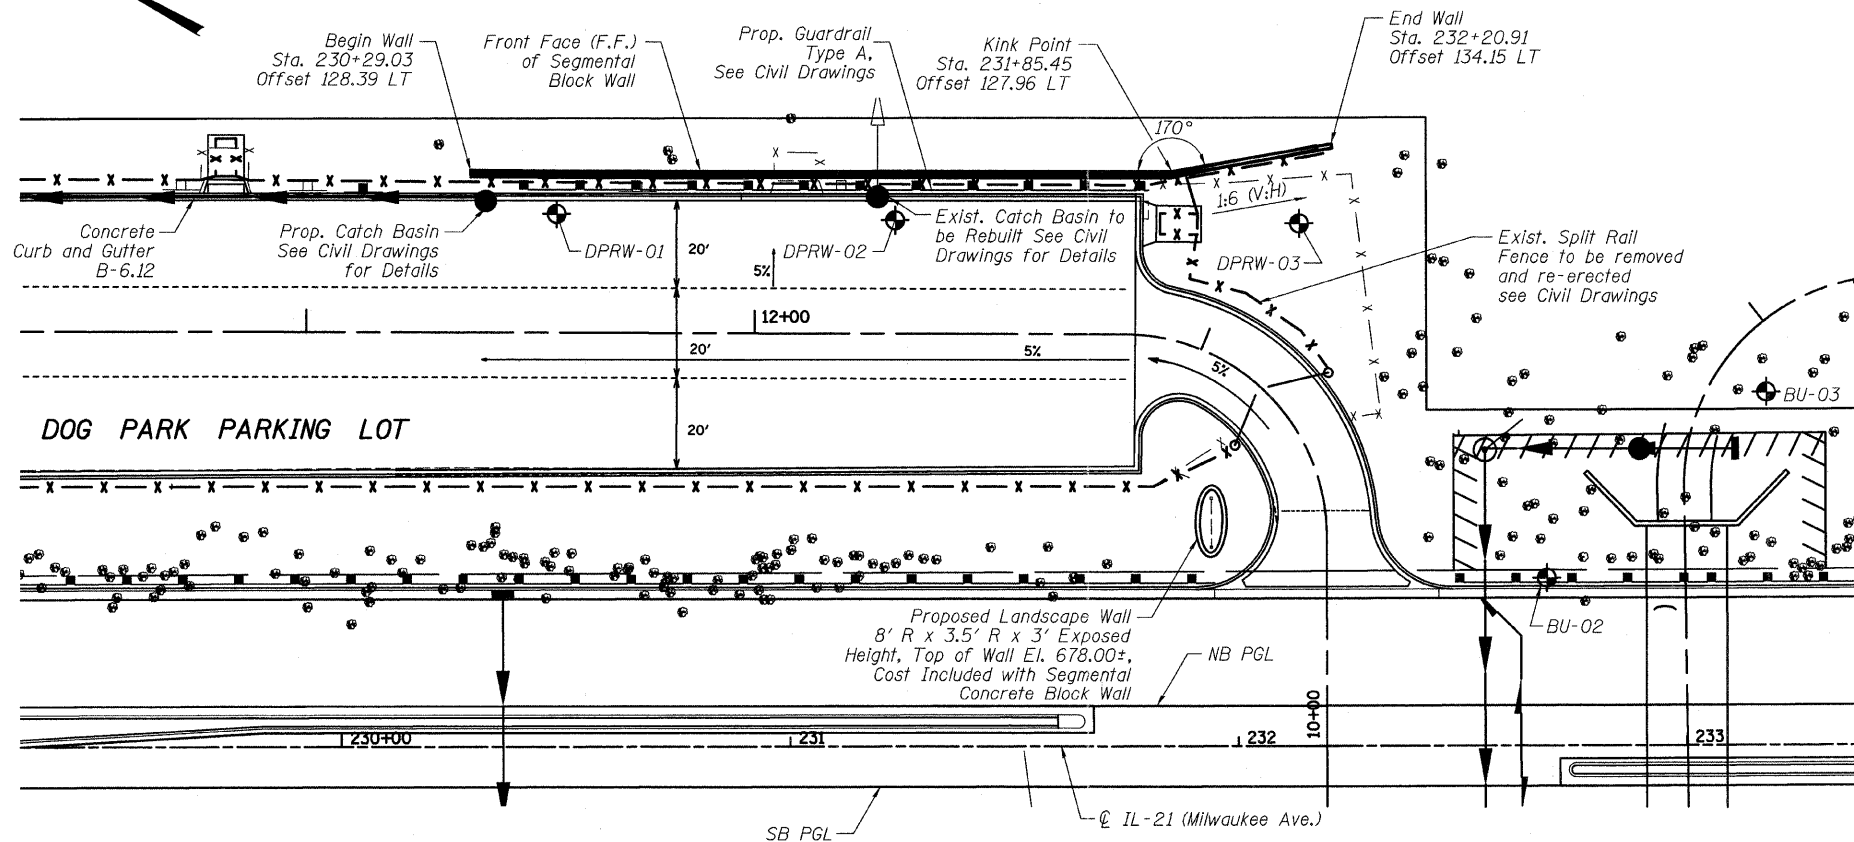 Begin Wall
Sta. 230+29.03
Offset 128.39 LT
Front Face (F.F.)
of Segmental
Block Wall
Prop. Guardrail
Type A,
See Civil Drawings
Kink Point
Sta. 231+85.45
Offset 127.96 LT
End Wall
Sta. 232+20.91
Offset 134.15 LT
170°
1:6 (V:H)
Concrete
Curb and Gutter
B-6.12
Prop. Catch Basin
See Civil Drawings
for Details
DPRW-01
20'
5%
DPRW-02
Exist. Catch Basin to
be Rebuilt See Civil
Drawings for Details
DPRW-03
Exist. Split Rail
Fence to be removed
and re-erected
see Civil Drawings
12+00
20'
5%
5%
BU-03
DOG PARK PARKING LOT
20'
Proposed Landscape Wall
8' R x 3.5' R x 3' Exposed
Height, Top of Wall El. 678.00±,
Cost Included with Segmental
Concrete Block Wall
BU-02
NB PGL
10+00
230+00
231
232
233
SB PGL
℄ IL-21 (Milwaukee Ave.)